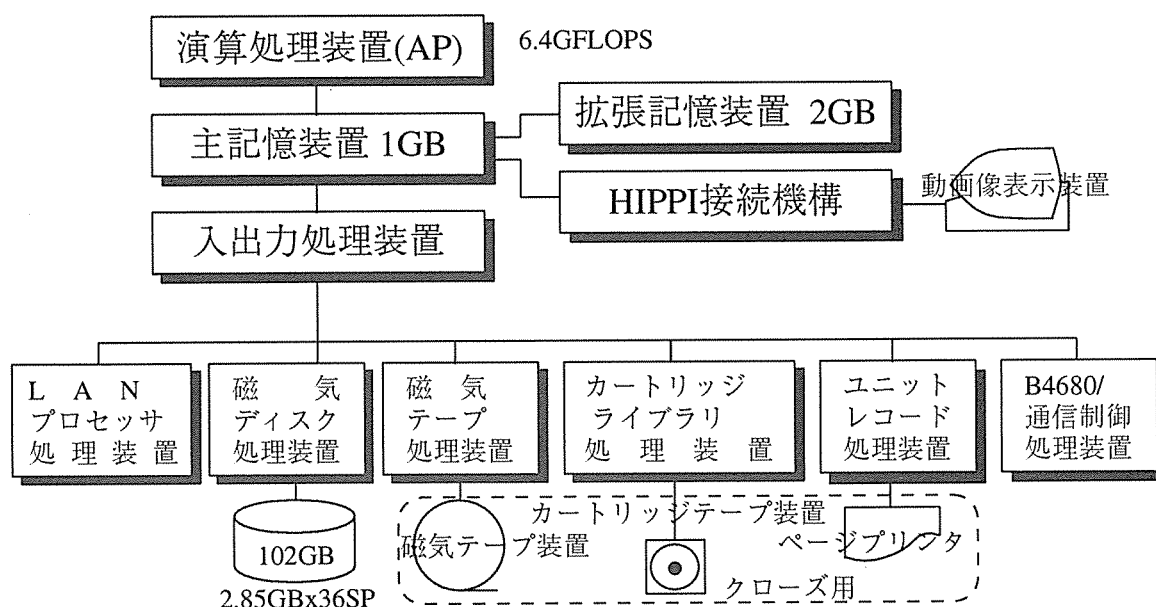 演算処理装置(AP)
6.4GFLOPS
主記憶装置 1GB
拡張記憶装置 2GB
HIPPI接続機構
動画像表示装置
入出力処理装置
L A N
プロセッサ
処 理 装 置
磁 気
ディスク
処理装置
磁 気
テープ
処理装置
カートリッジ
ライブラリ
処 理 装 置
ユニット
レコード
処理装置
B4680/
通信制御
処理装置
102GB
2.85GBx36SP
磁気テープ装置
カートリッジテープ装置
クローズ用
ページプリンタ